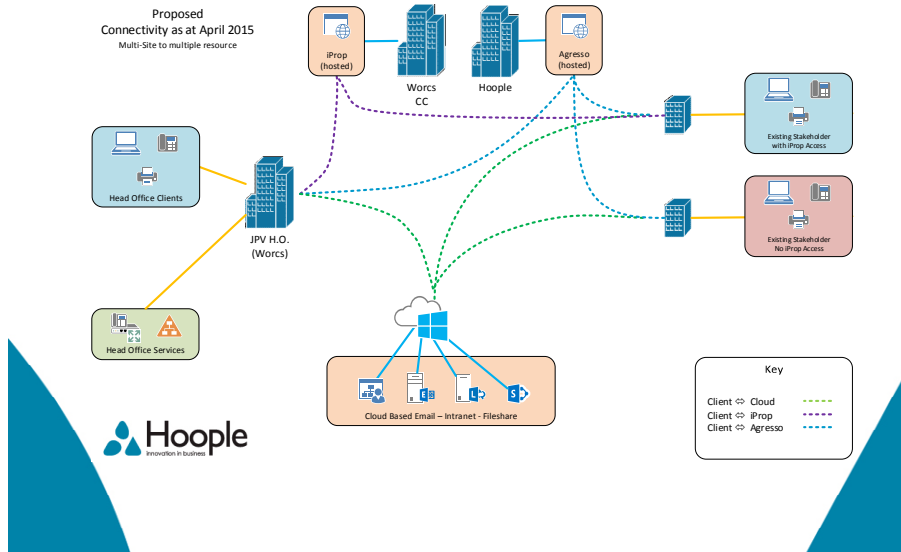 Proposed
Connectivity as at April 2015
Multi-Site to multiple resource
iProp
(hosted)
Worcs
CC
Hoople
Agresso
(hosted)
Existing Stakeholder
with iProp Access
Head Office Clients
JPV H.O.
(Worcs)
Existing Stakeholder
No iProp Access
Head Office Services
E
L
S
Cloud Based Email – Intranet - Fileshare
Key
Client ⇔ Cloud
Client ⇔ iProp
Client ⇔ Agresso
Hoople
innovation in business